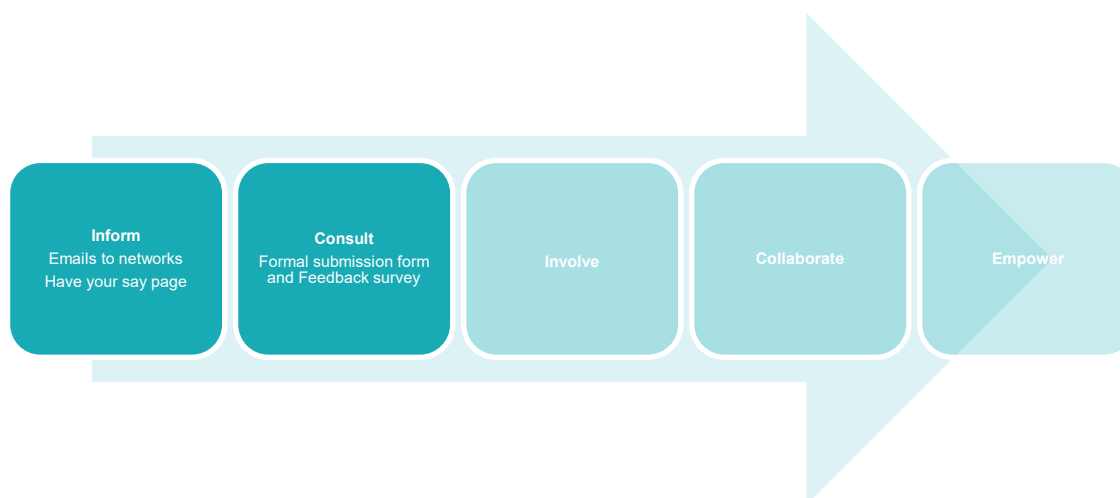 Inform
Emails to networks
Have your say page
Consult
Formal submission form
and Feedback survey
Involve
Collaborate
Empower